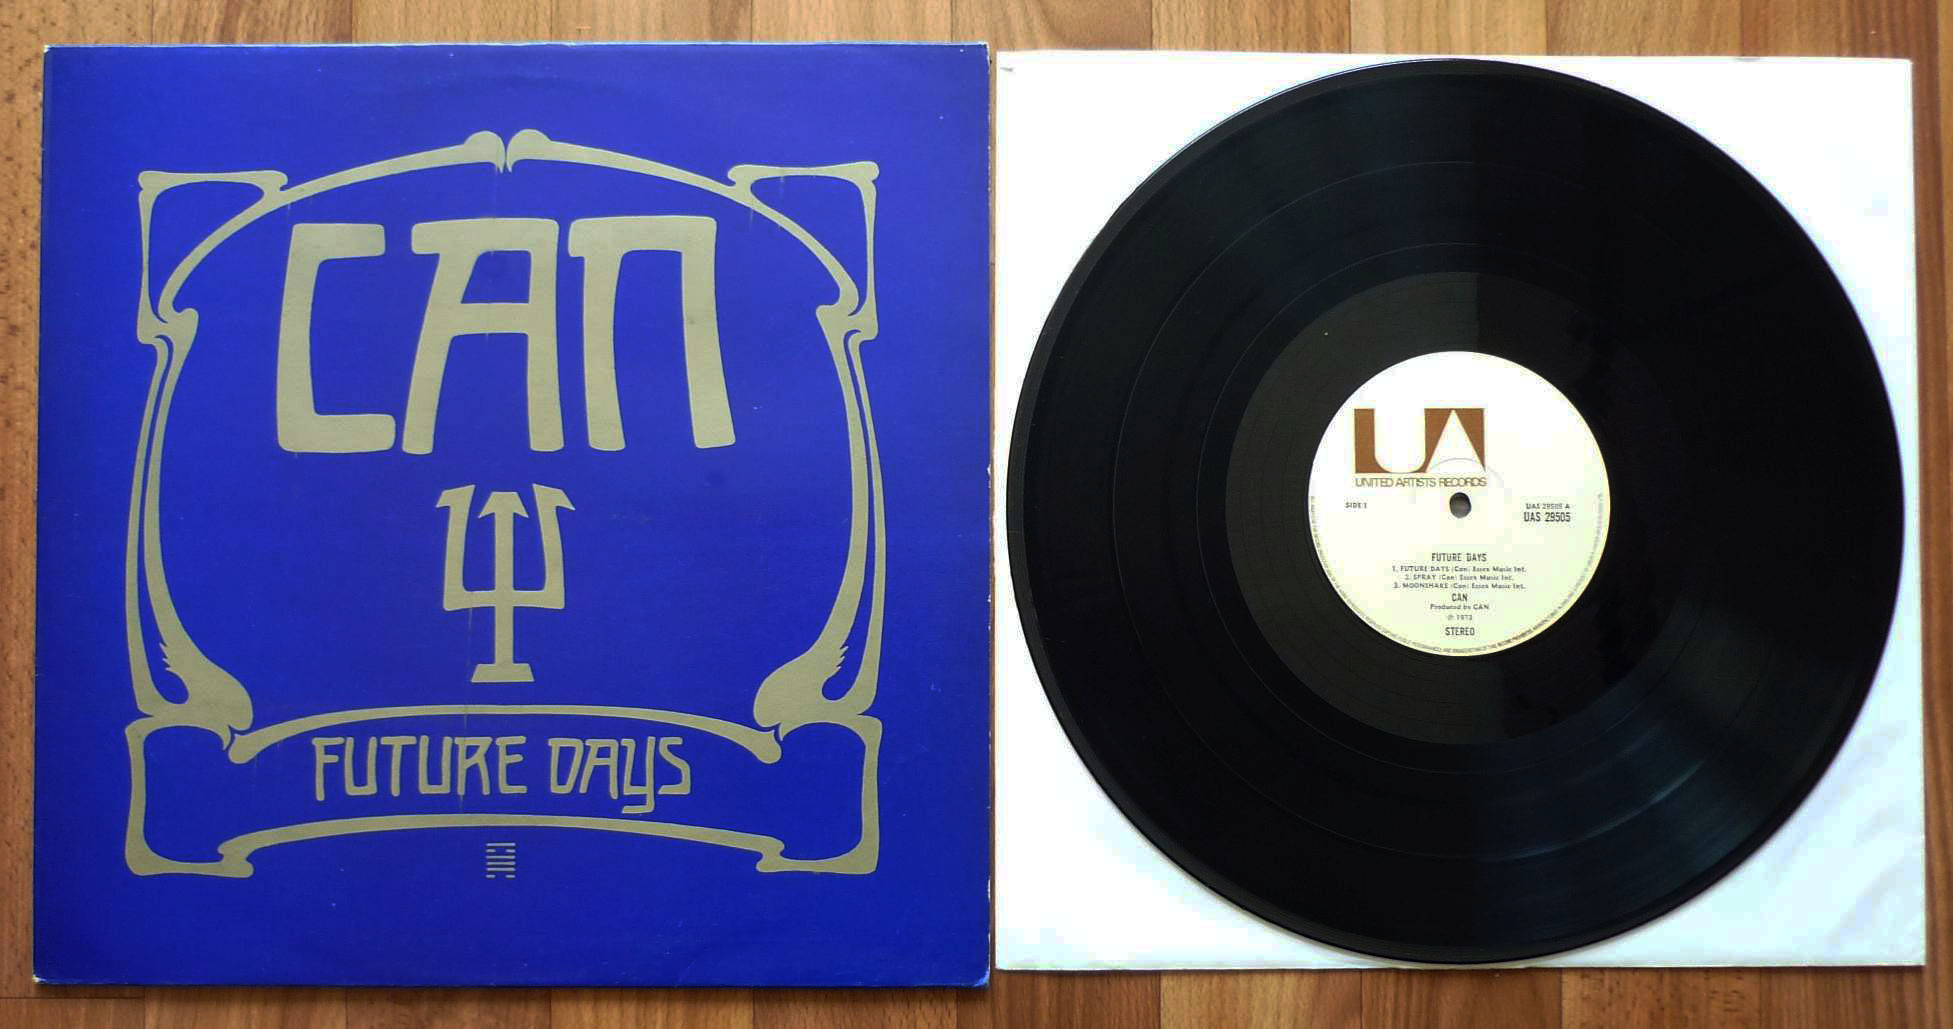 CAN
FUTURE DAYS
UA
UNITED ARTISTS RECORDS
SIDE 1
UAS 29505 A
UAS 29505
FUTURE DAYS
1. FUTURE DAYS (Can) Essex Music Int.
2. SPRAY (Can) Essex Music Int.
3. MOONSHAKE (Can) Essex Music Int.
CAN
Produced by CAN
℗ 1973
STEREO